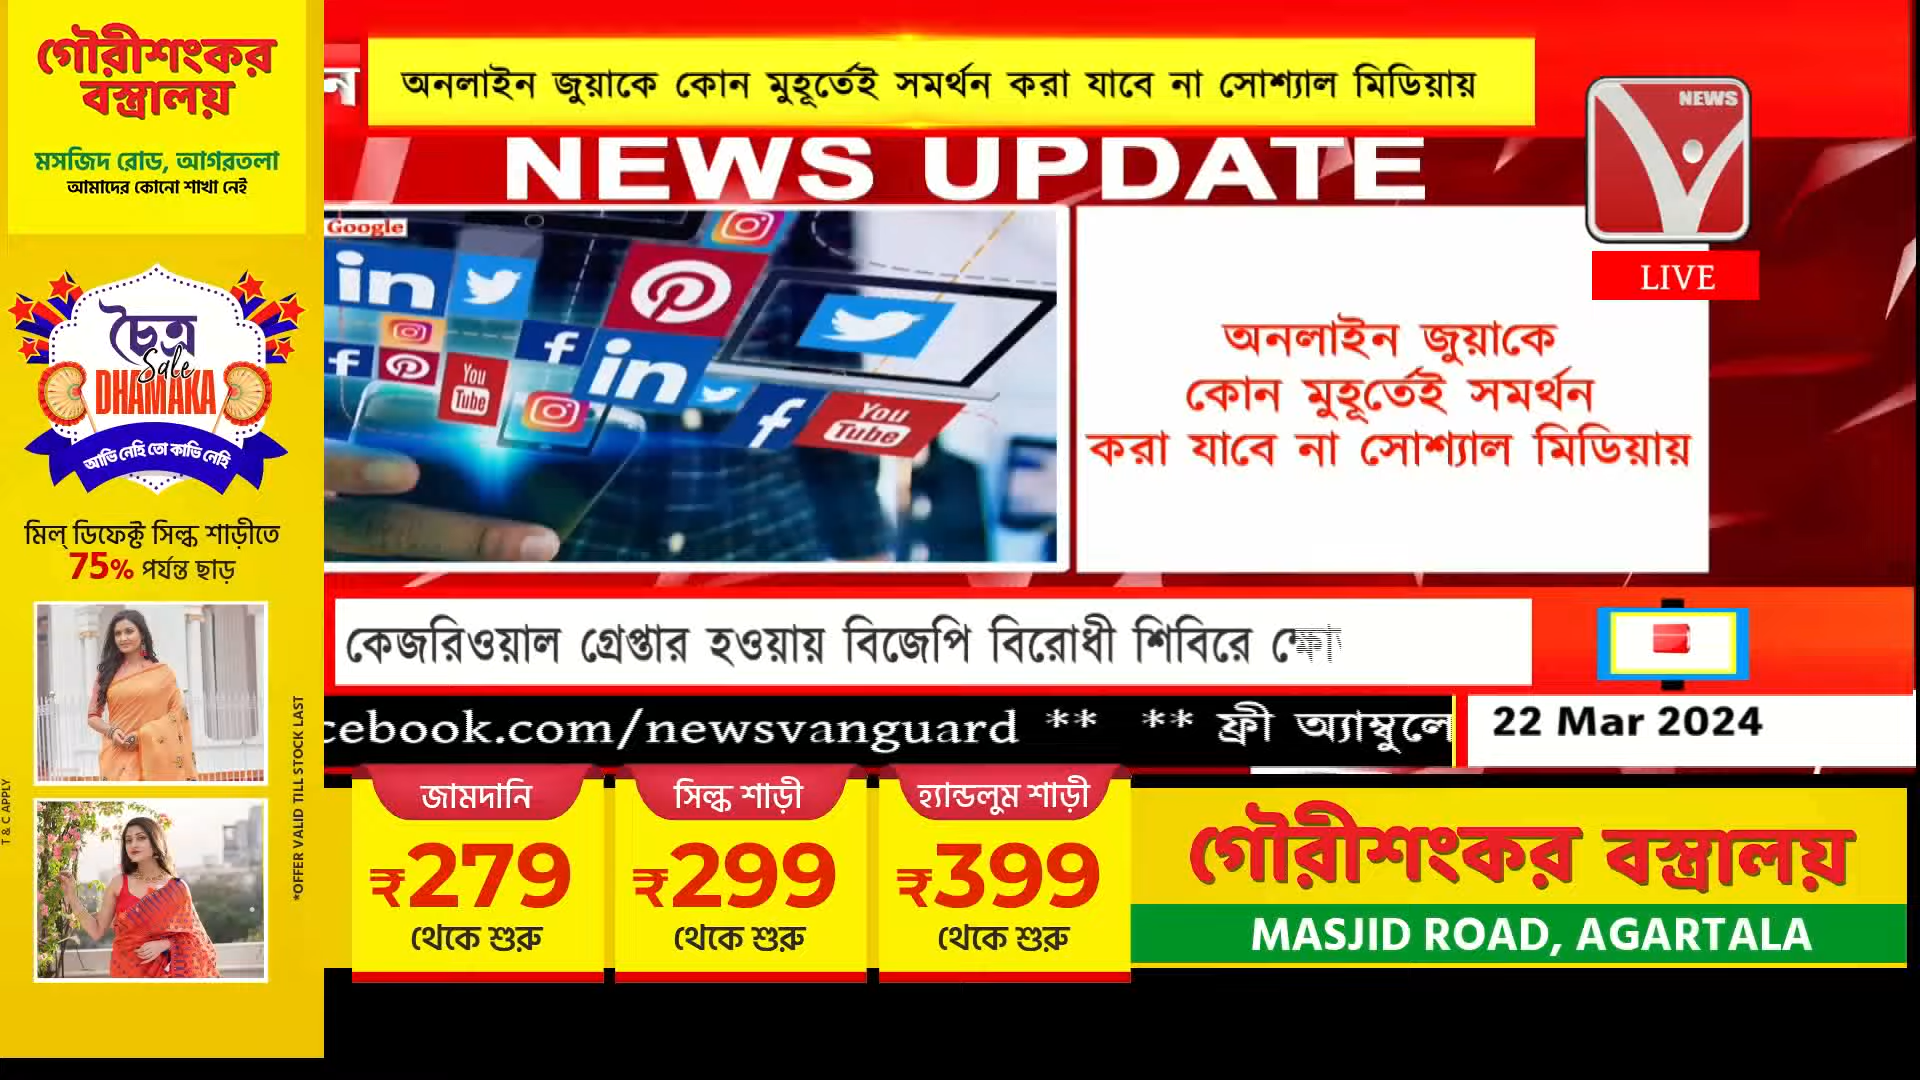 গৌরীশংকর
বস্ত্রালয়
মসজিদ রোড, আগরতলা
আমাদের কোনো শাখা নেই
চৈত্র
Sale
DHAMAKA
আভি নেহি তো কাভি নেহি
মিল্ ডিফেক্ট সিল্ক শাড়ীতে
75% পর্যন্ত ছাড়
*OFFER VALID TILL STOCK LAST
T & C APPLY
ন
অনলাইন জুয়াকে কোন মুহূর্তেই সমর্থন করা যাবে না সোশ্যাল মিডিয়ায়
NEWS
LIVE
NEWS UPDATE
Google
in
You
Tube
in
You
Tube
অনলাইন জুয়াকে
কোন মুহূর্তেই সমর্থন
করা যাবে না সোশ্যাল মিডিয়ায়
কেজরিওয়াল গ্রেপ্তার হওয়ায় বিজেপি বিরোধী শিবিরে
cebook.com/newsvanguard ** ** ফ্রী অ্যাম্বুলে
22 Mar 2024
জামদানি
₹279
থেকে শুরু
সিল্ক শাড়ী
₹299
থেকে শুরু
হ্যান্ডলুম শাড়ী
₹399
থেকে শুরু
গৌরীশংকর বস্ত্রালয়
MASJID ROAD, AGARTALA